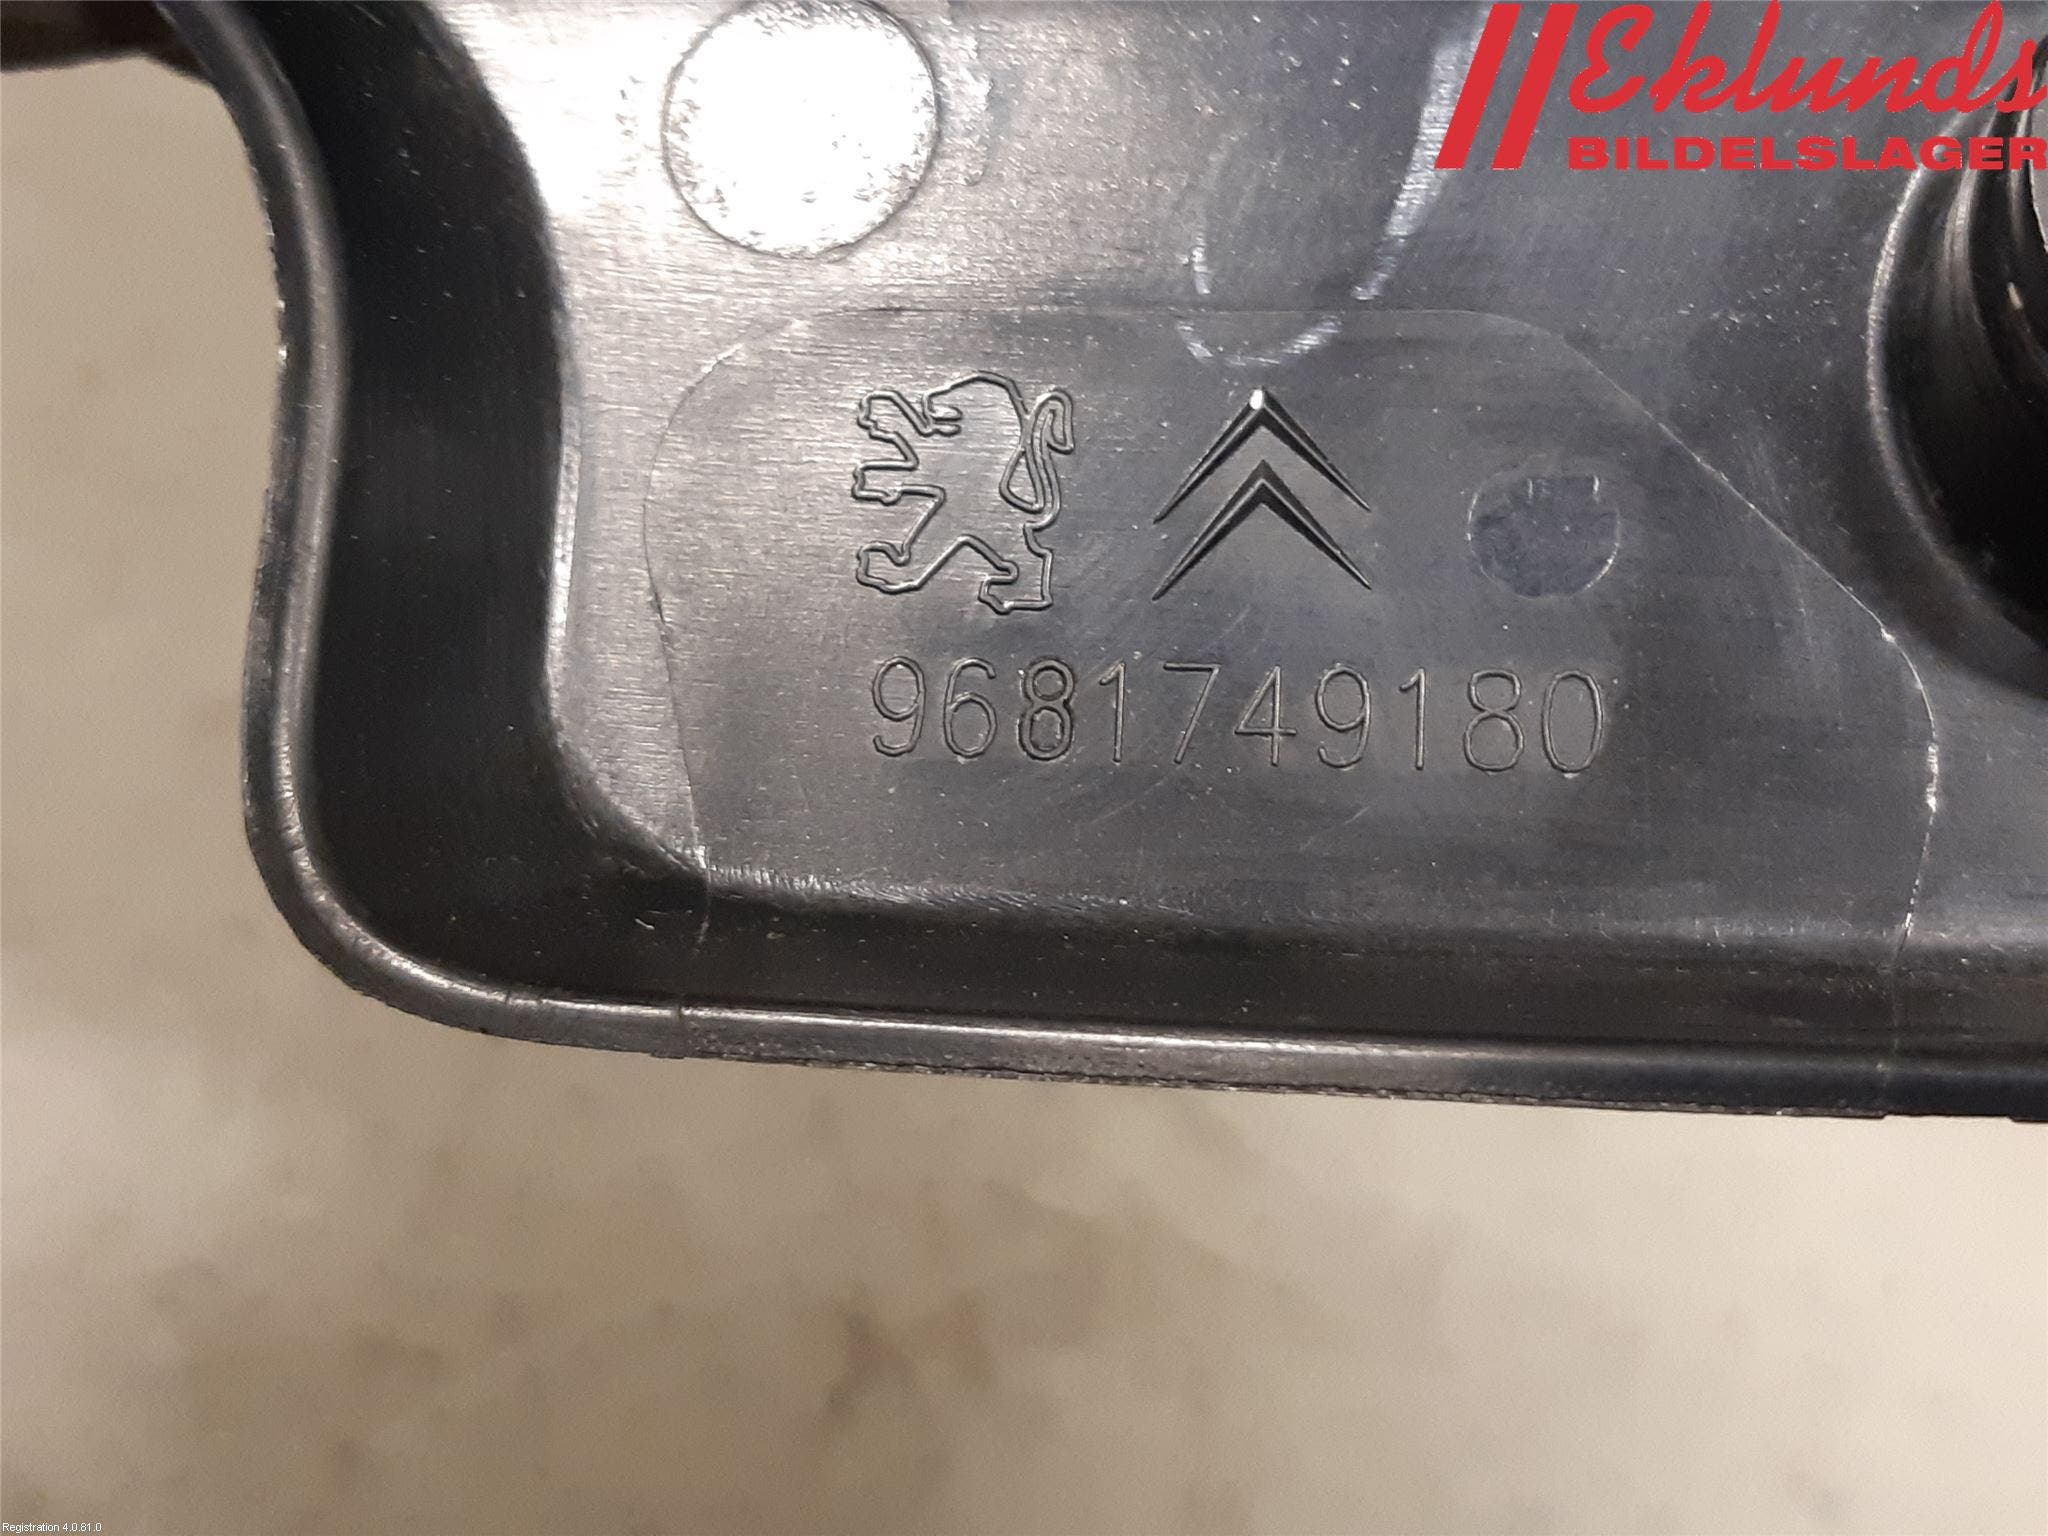 Eklunds
BILDELSLAGER
9681749180
Registration 4.0.81.0